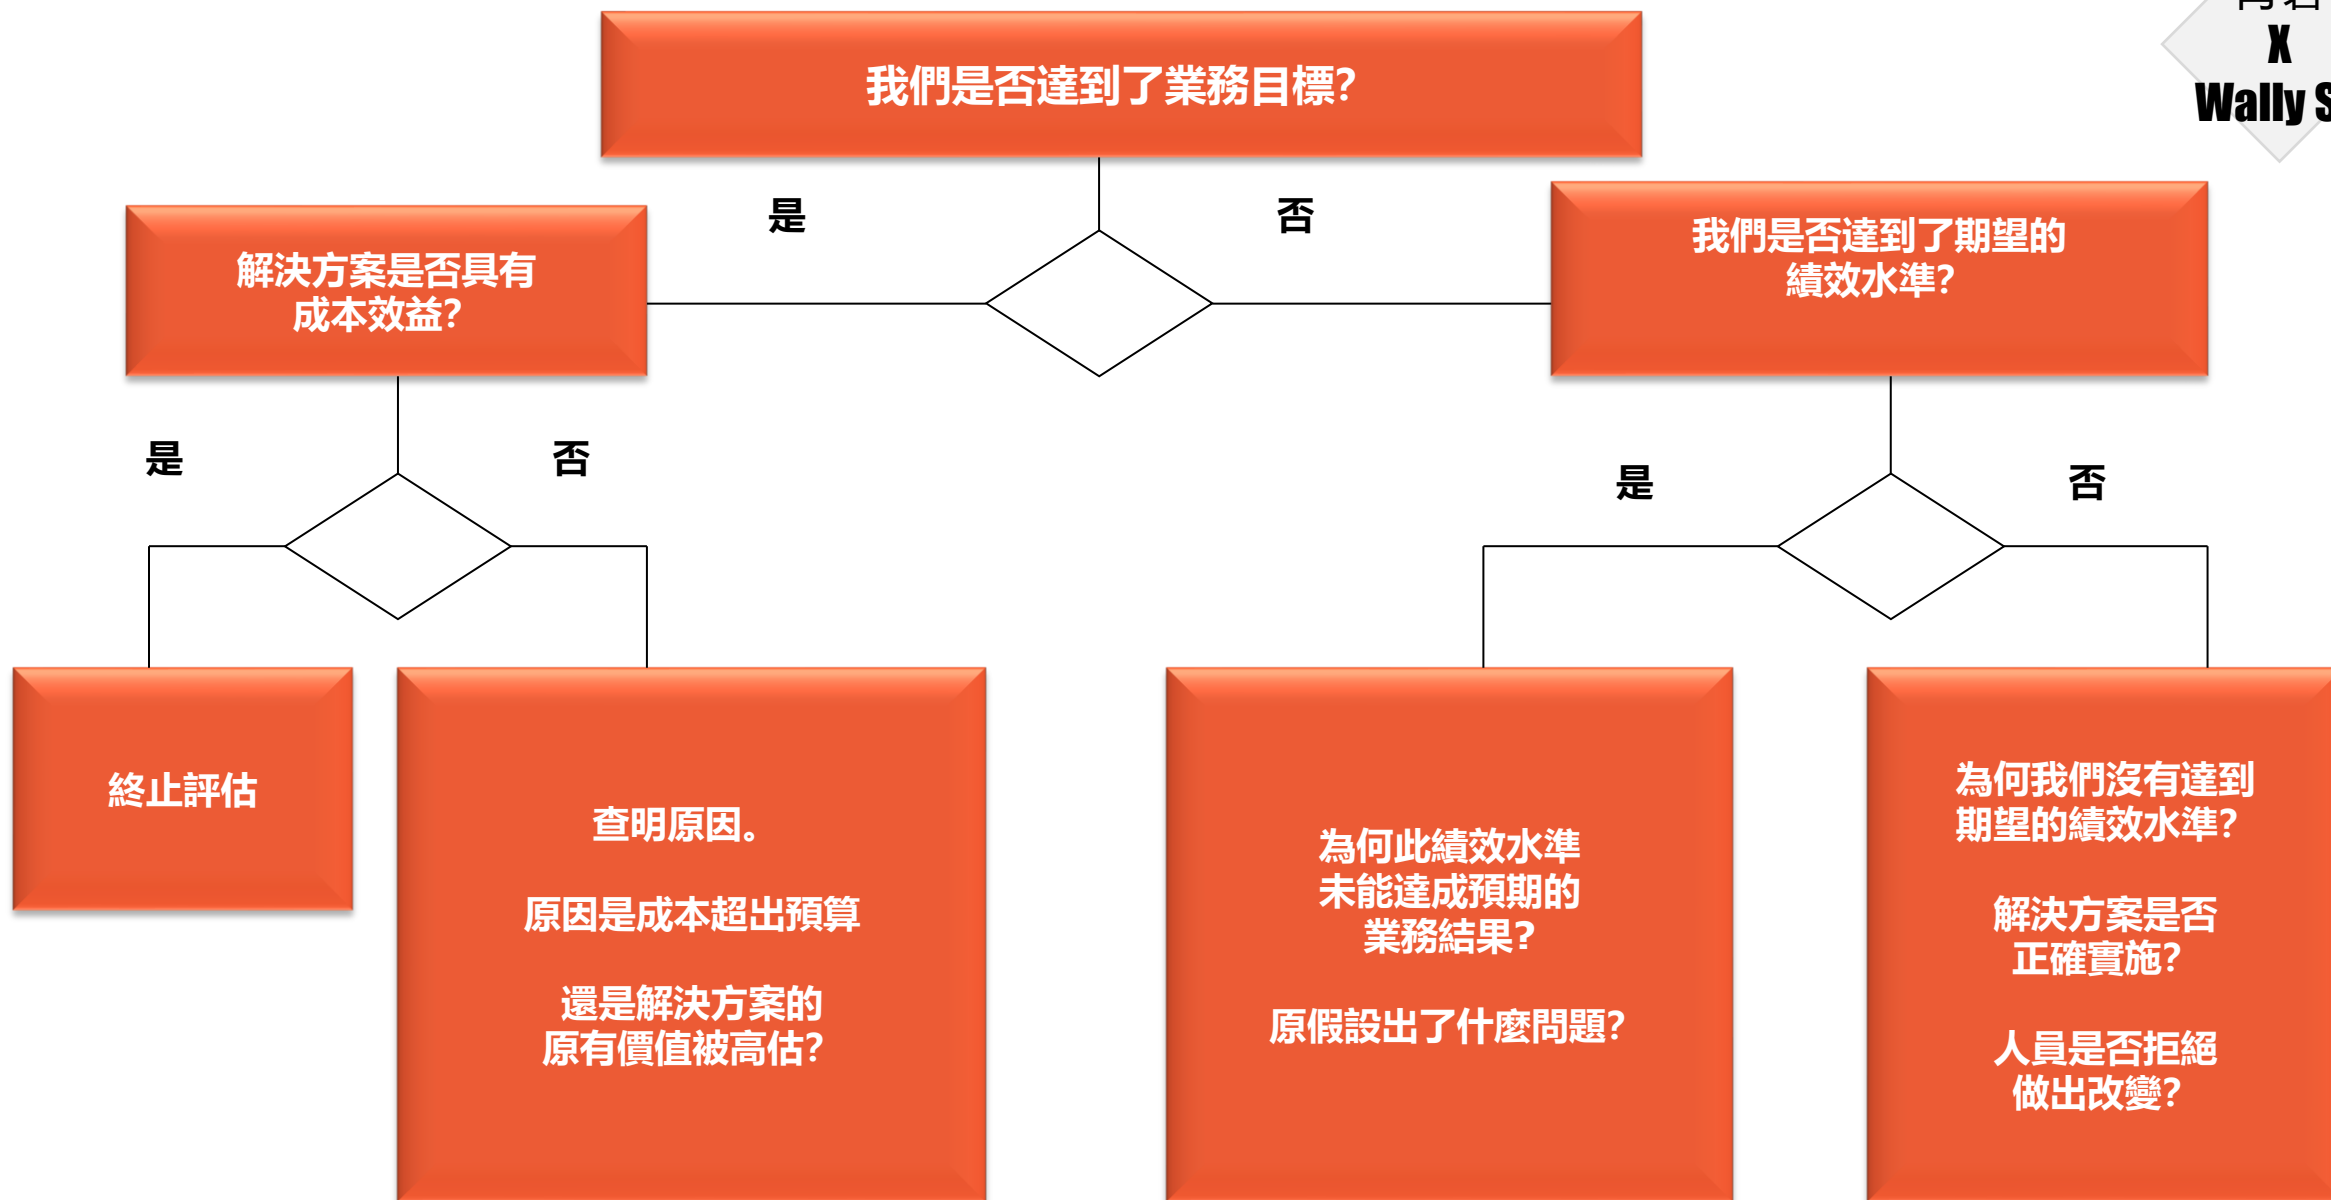 X
Wally
我們是否達到了業務目標?
是
否
解決方案是否具有
成本效益?
我們是否達到了期望的
績效水準?
是
否
是
否
終止評估
查明原因。
原因是成本超出預算
還是解決方案的
原有價值被高估?
為何此績效水準
未能達成預期的
業務結果?
原假設出了什麼問題?
為何我們沒有達到
期望的績效水準?
解決方案是否
正確實施?
人員是否拒絕
做出改變?